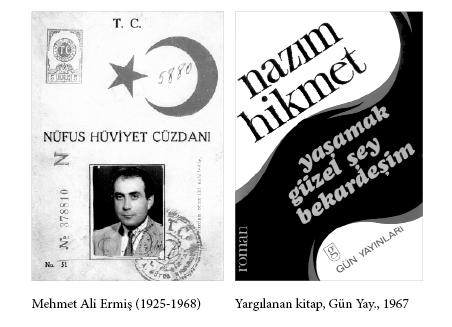 T. C.
5880
NÜFUS HÜVİYET CÜZDANI
N
№ 378810
No. 51
T.C.
Mehmet Ali Ermiş (1925-1968)
nazım
hikmet
yaşamak
güzel şey
bekardeşim
roman
g
GÜN YAYINLARI
Yargılanan kitap, Gün Yay., 1967